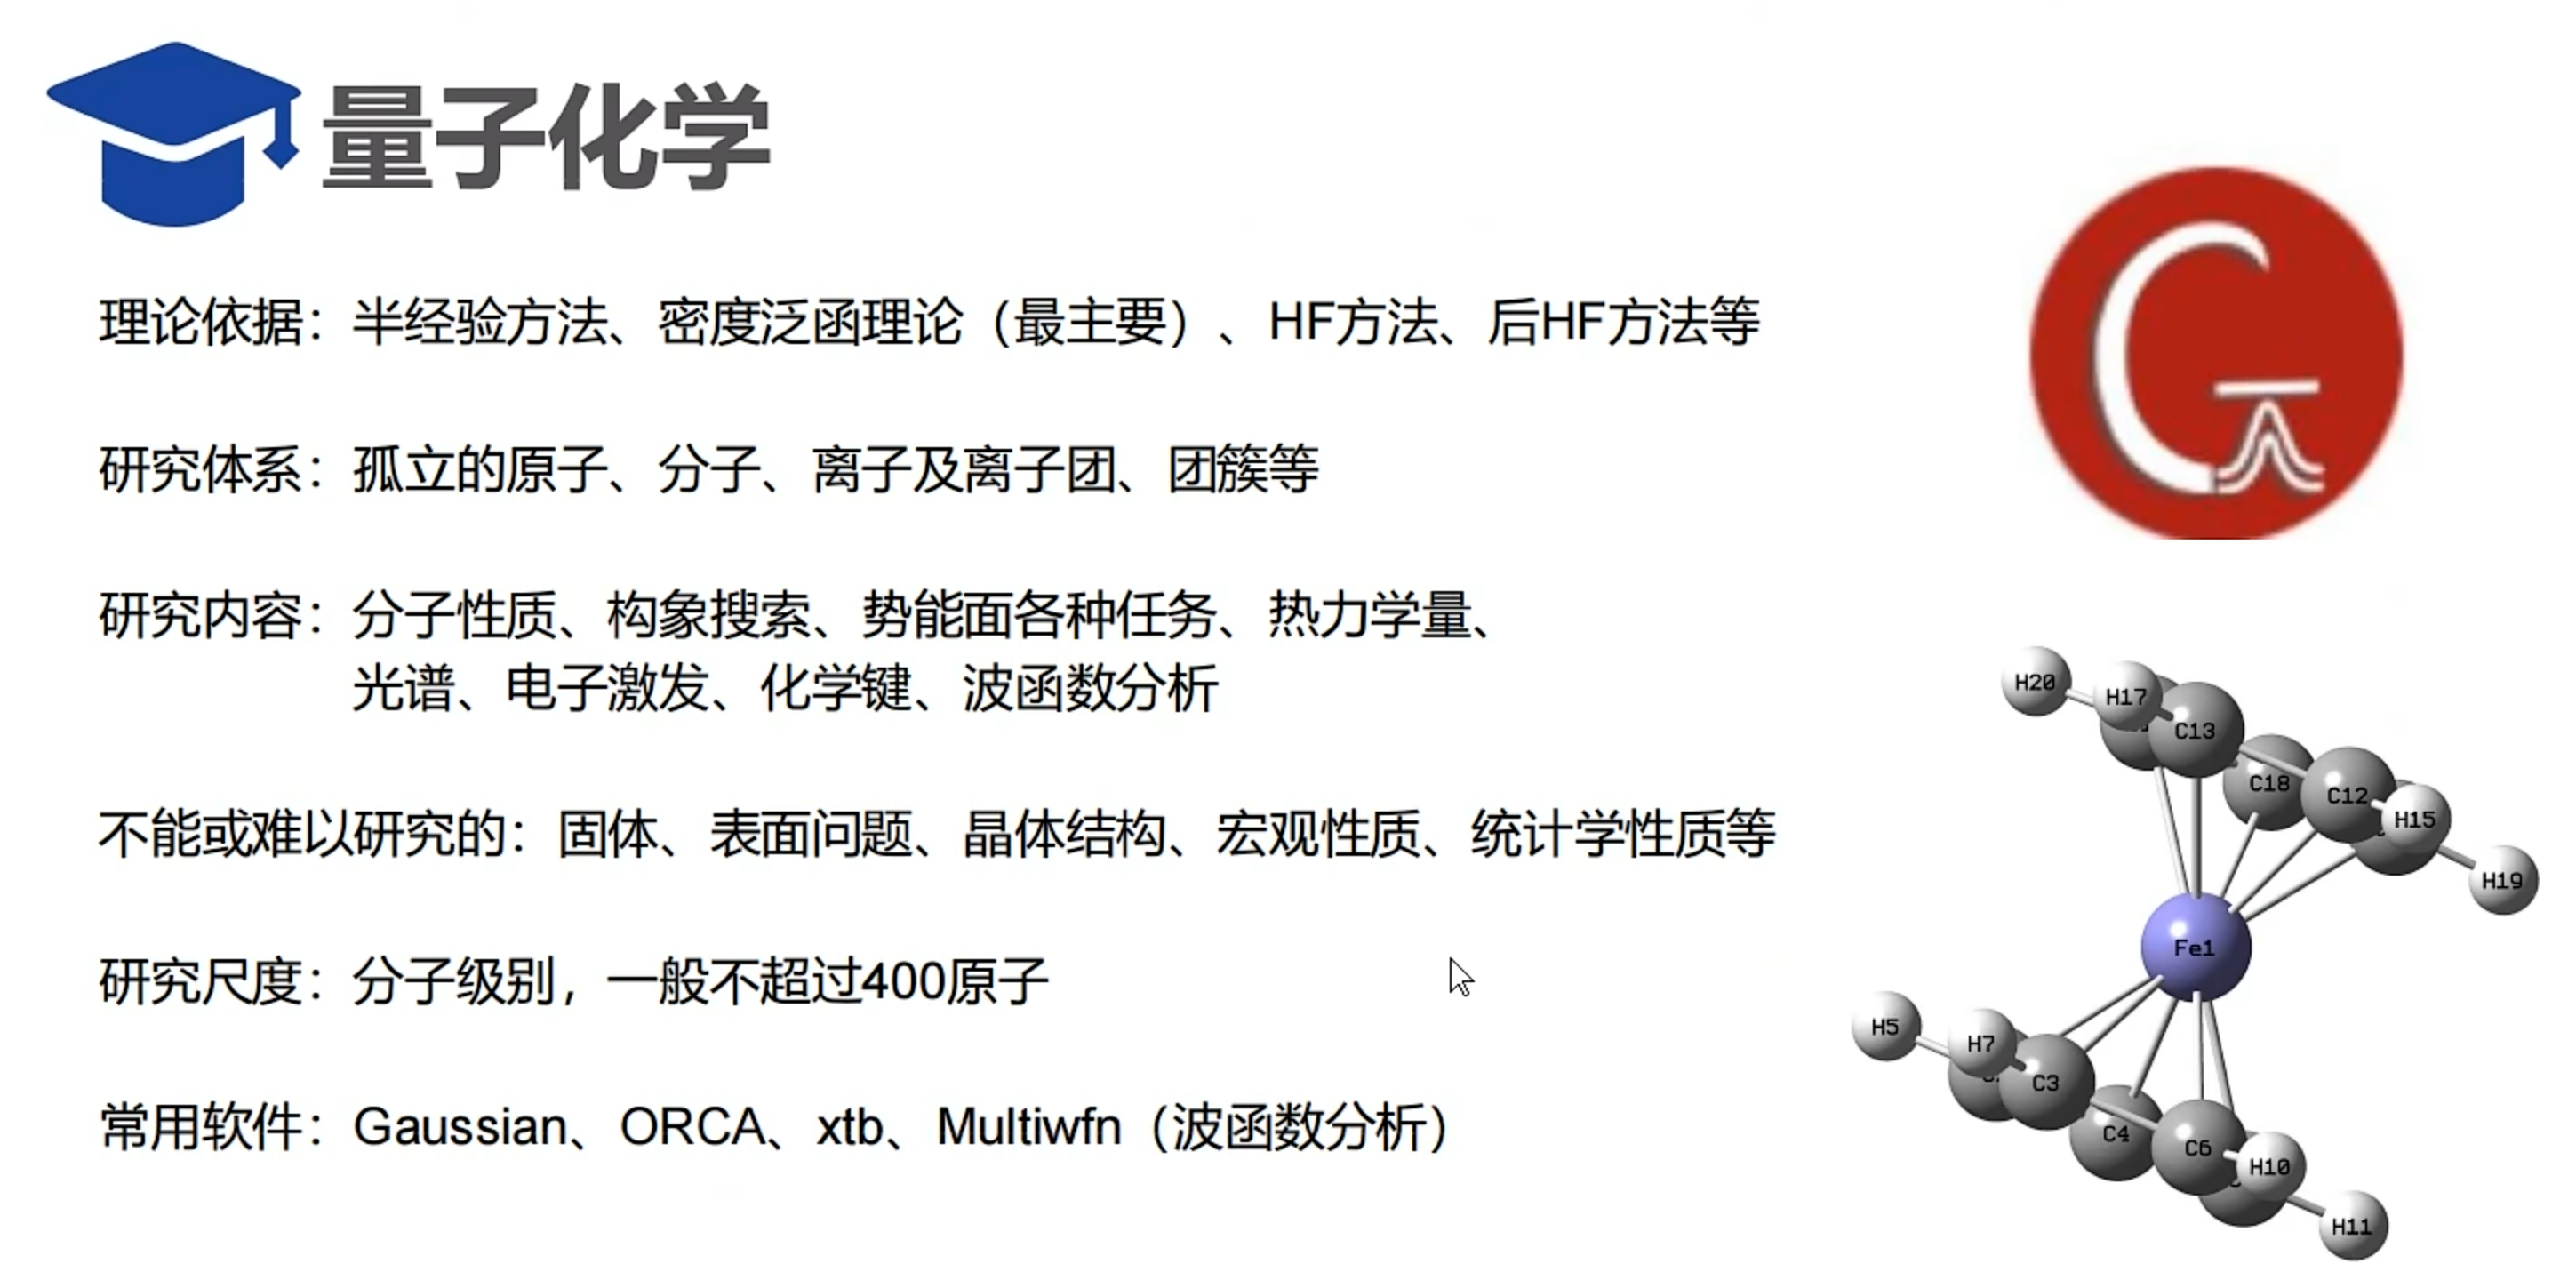 量子化学
理论依据：半经验方法、密度泛函理论（最主要）、HF方法、后HF方法等
研究体系：孤立的原子、分子、离子及离子团、团簇等
研究内容：分子性质、构象搜索、势能面各种任务、热力学量、
光谱、电子激发、化学键、波函数分析
不能或难以研究的：固体、表面问题、晶体结构、宏观性质、统计学性质等
研究尺度：分子级别，一般不超过400原子
常用软件：Gaussian、ORCA、xtb、Multiwfn（波函数分析）
H20
H17
C13
C18
C12
H15
H19
Fe1
H5
H7
C3
C4
C6
H10
H11